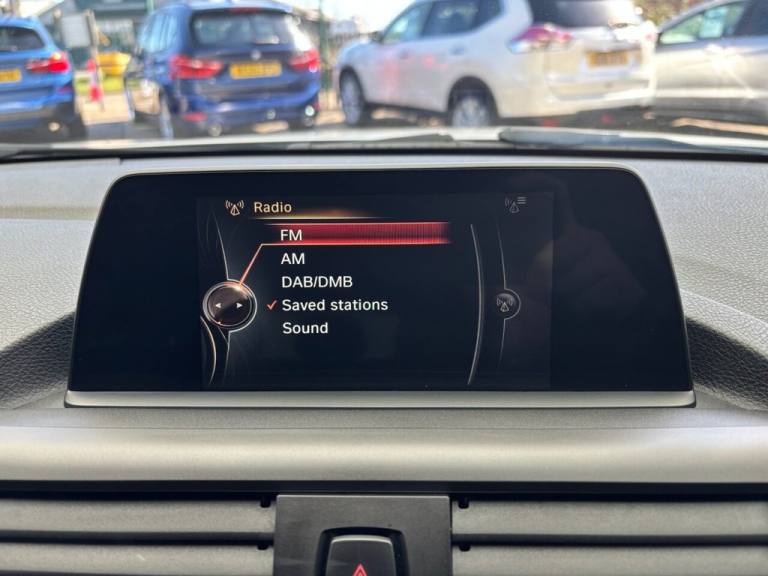 Radio
FM
AM
DAB/DMB
Saved stations
Sound